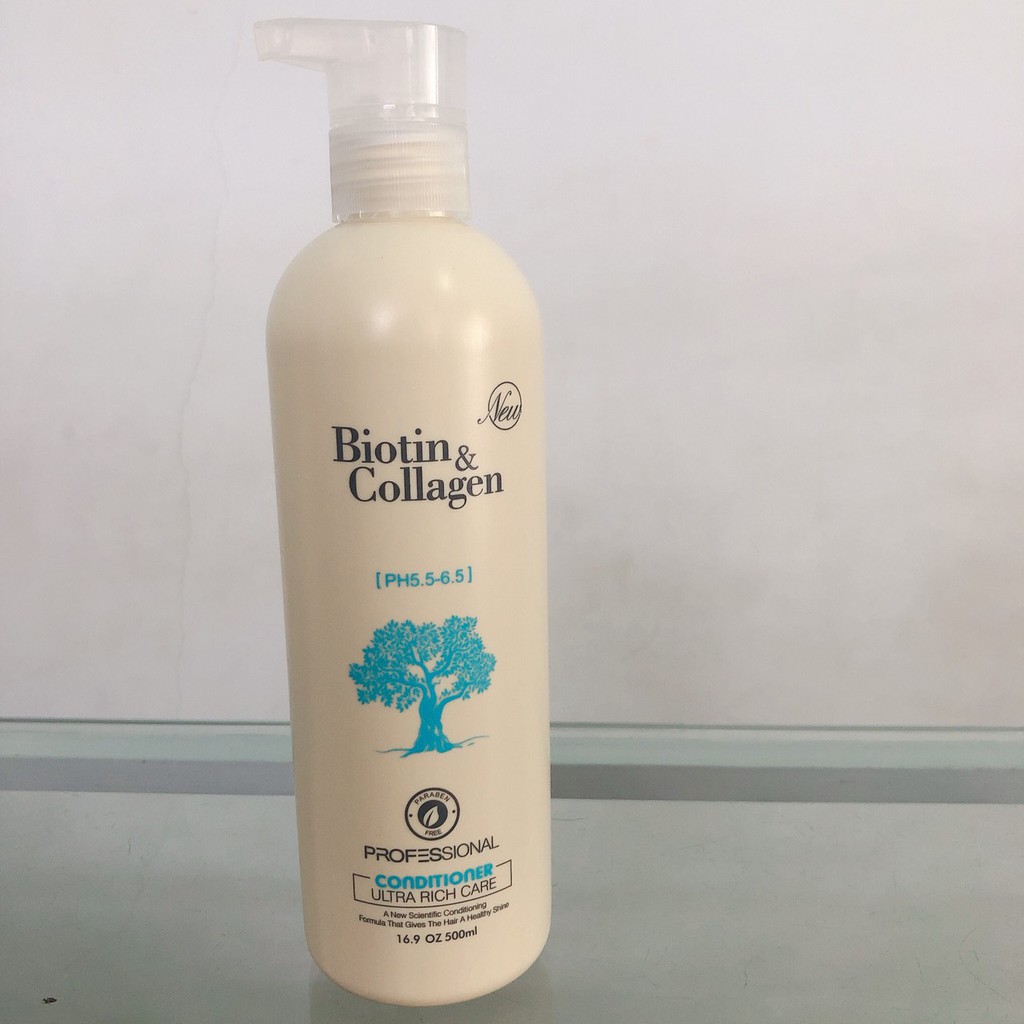 New
Biotin &
Collagen
[PH5.5-6.5]
PARABEN
FREE
PROFESSIONAL
CONDITIONER
ULTRA RICH CARE
A New Scientific Conditioning
Formula That Gives The Hair A Healthy Shine
16.9 OZ 500ml